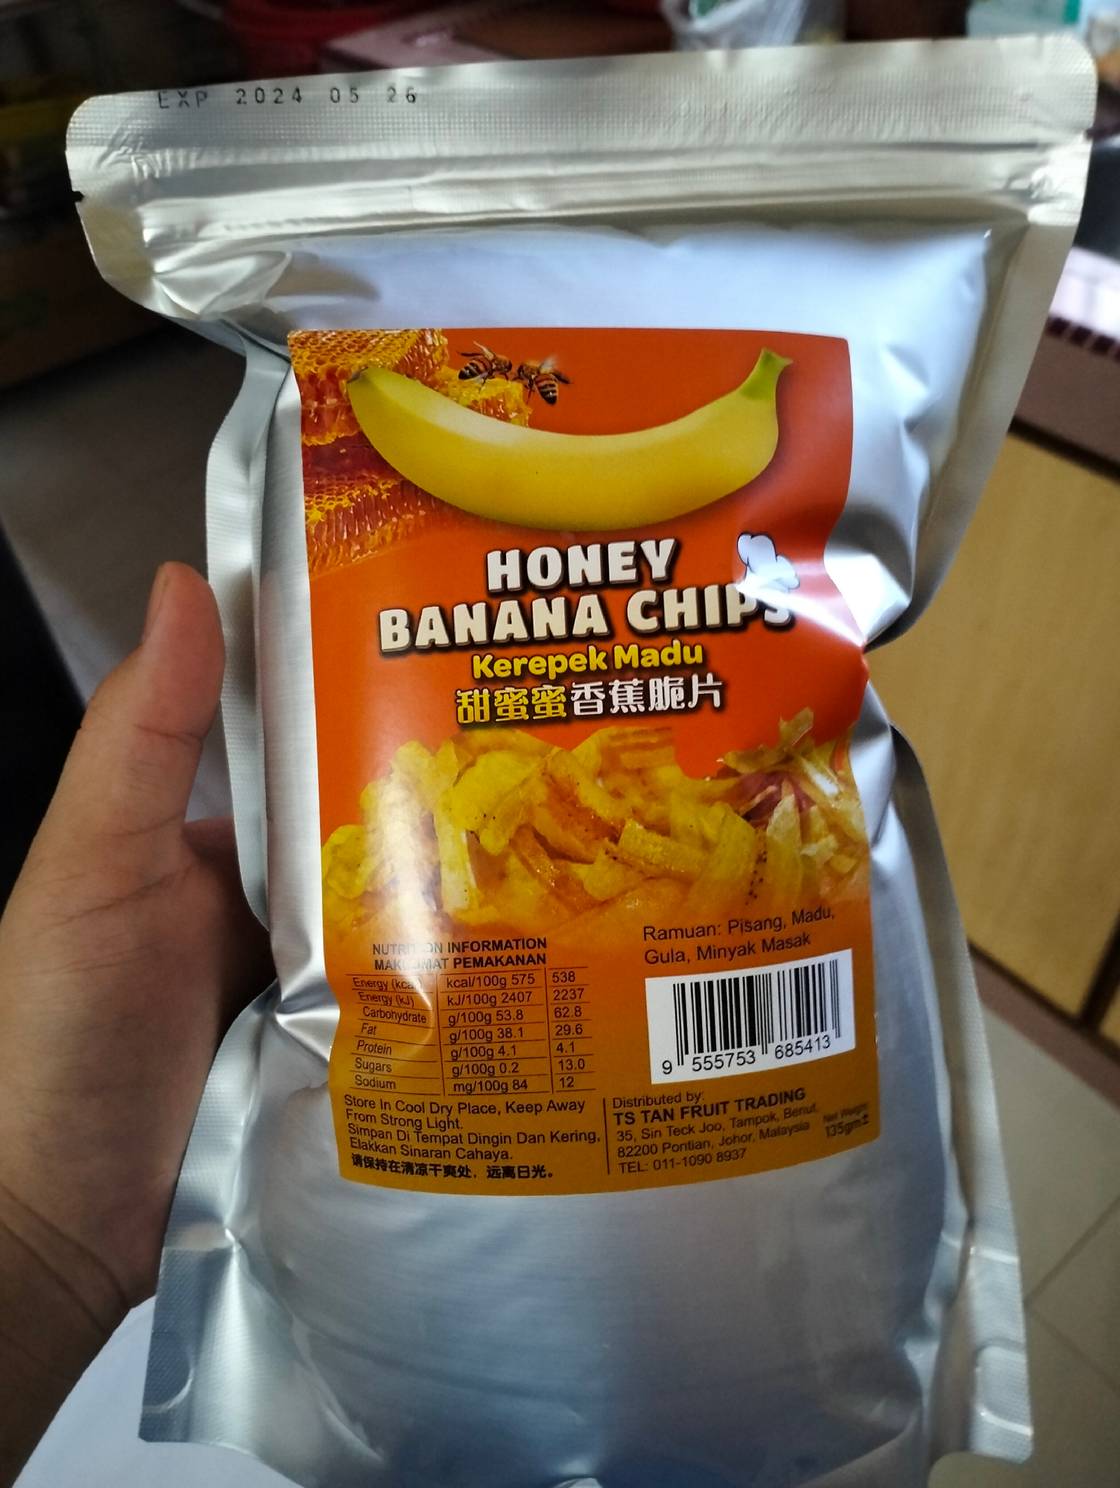 EXP 2024 05 26
HONEY
BANANA CHIPS
Kerepek Madu
甜蜜蜜香蕉脆片
Ramuan: Pisang, Madu,
Gula, Minyak Masak
NUTRITION INFORMATION
MAKLUMAT PEMAKANAN
Energy (kcal) kcal/100g 575 538
Energy (kJ) kJ/100g 2407 2237
Carbohydrate g/100g 53.8 62.8
Fat g/100g 38.1 29.6
Protein g/100g 4.1 4.1
Sugars g/100g 0.2 13.0
Sodium mg/100g 84 12
9 555753 685413
Store In Cool Dry Place, Keep Away
From Strong Light.
Simpan Di Tempat Dingin Dan Kering,
Elakkan Sinaran Cahaya.
请保持在清凉干爽处，远离日光。
Distributed by:
TS TAN FRUIT TRADING
35, Sin Teck Joo, Tampok, Benut,
82200 Pontian, Johor, Malaysia
TEL: 011-1090 8937
Net Weight:
135gm±